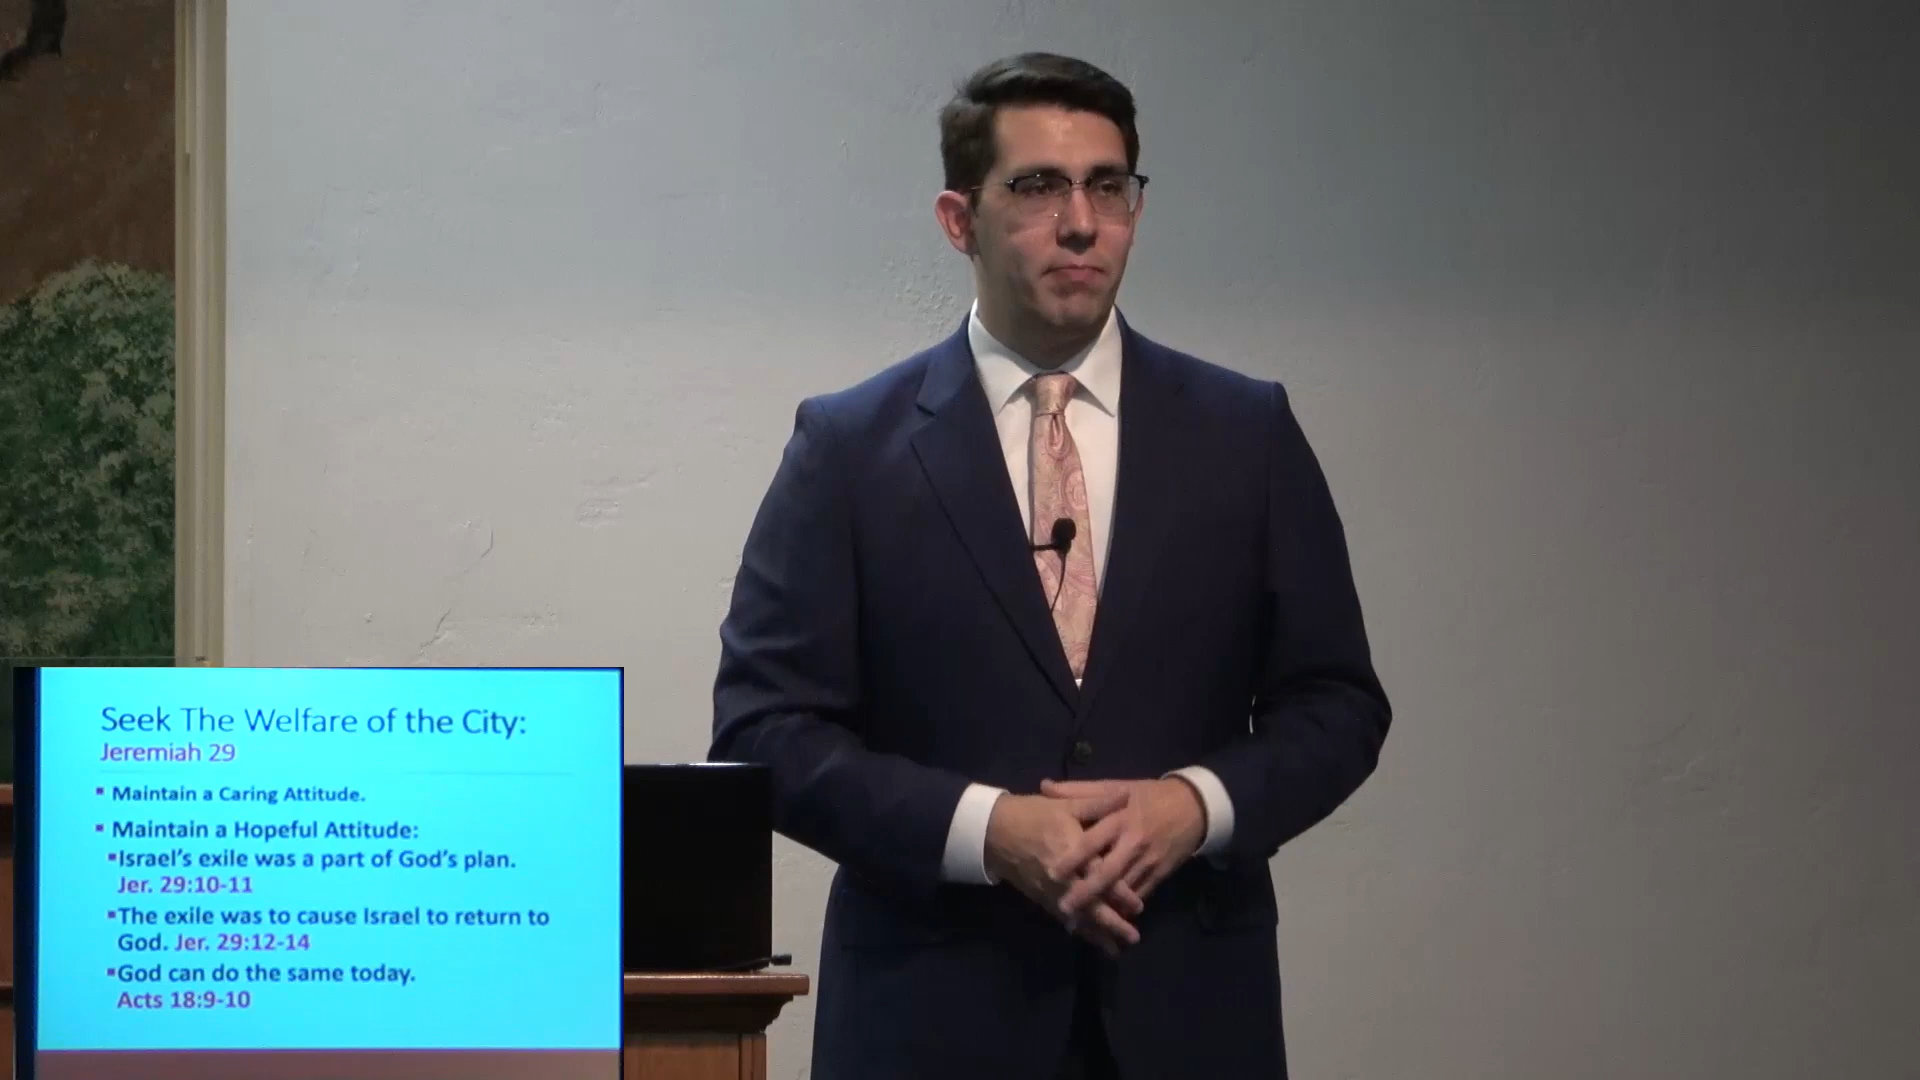 Seek The Welfare of the City:
Jeremiah 29
▪ Maintain a Caring Attitude.
▪ Maintain a Hopeful Attitude:
▪Israel's exile was a part of God's plan.
Jer. 29:10-11
▪The exile was to cause Israel to return to
God. Jer. 29:12-14
▪God can do the same today.
Acts 18:9-10